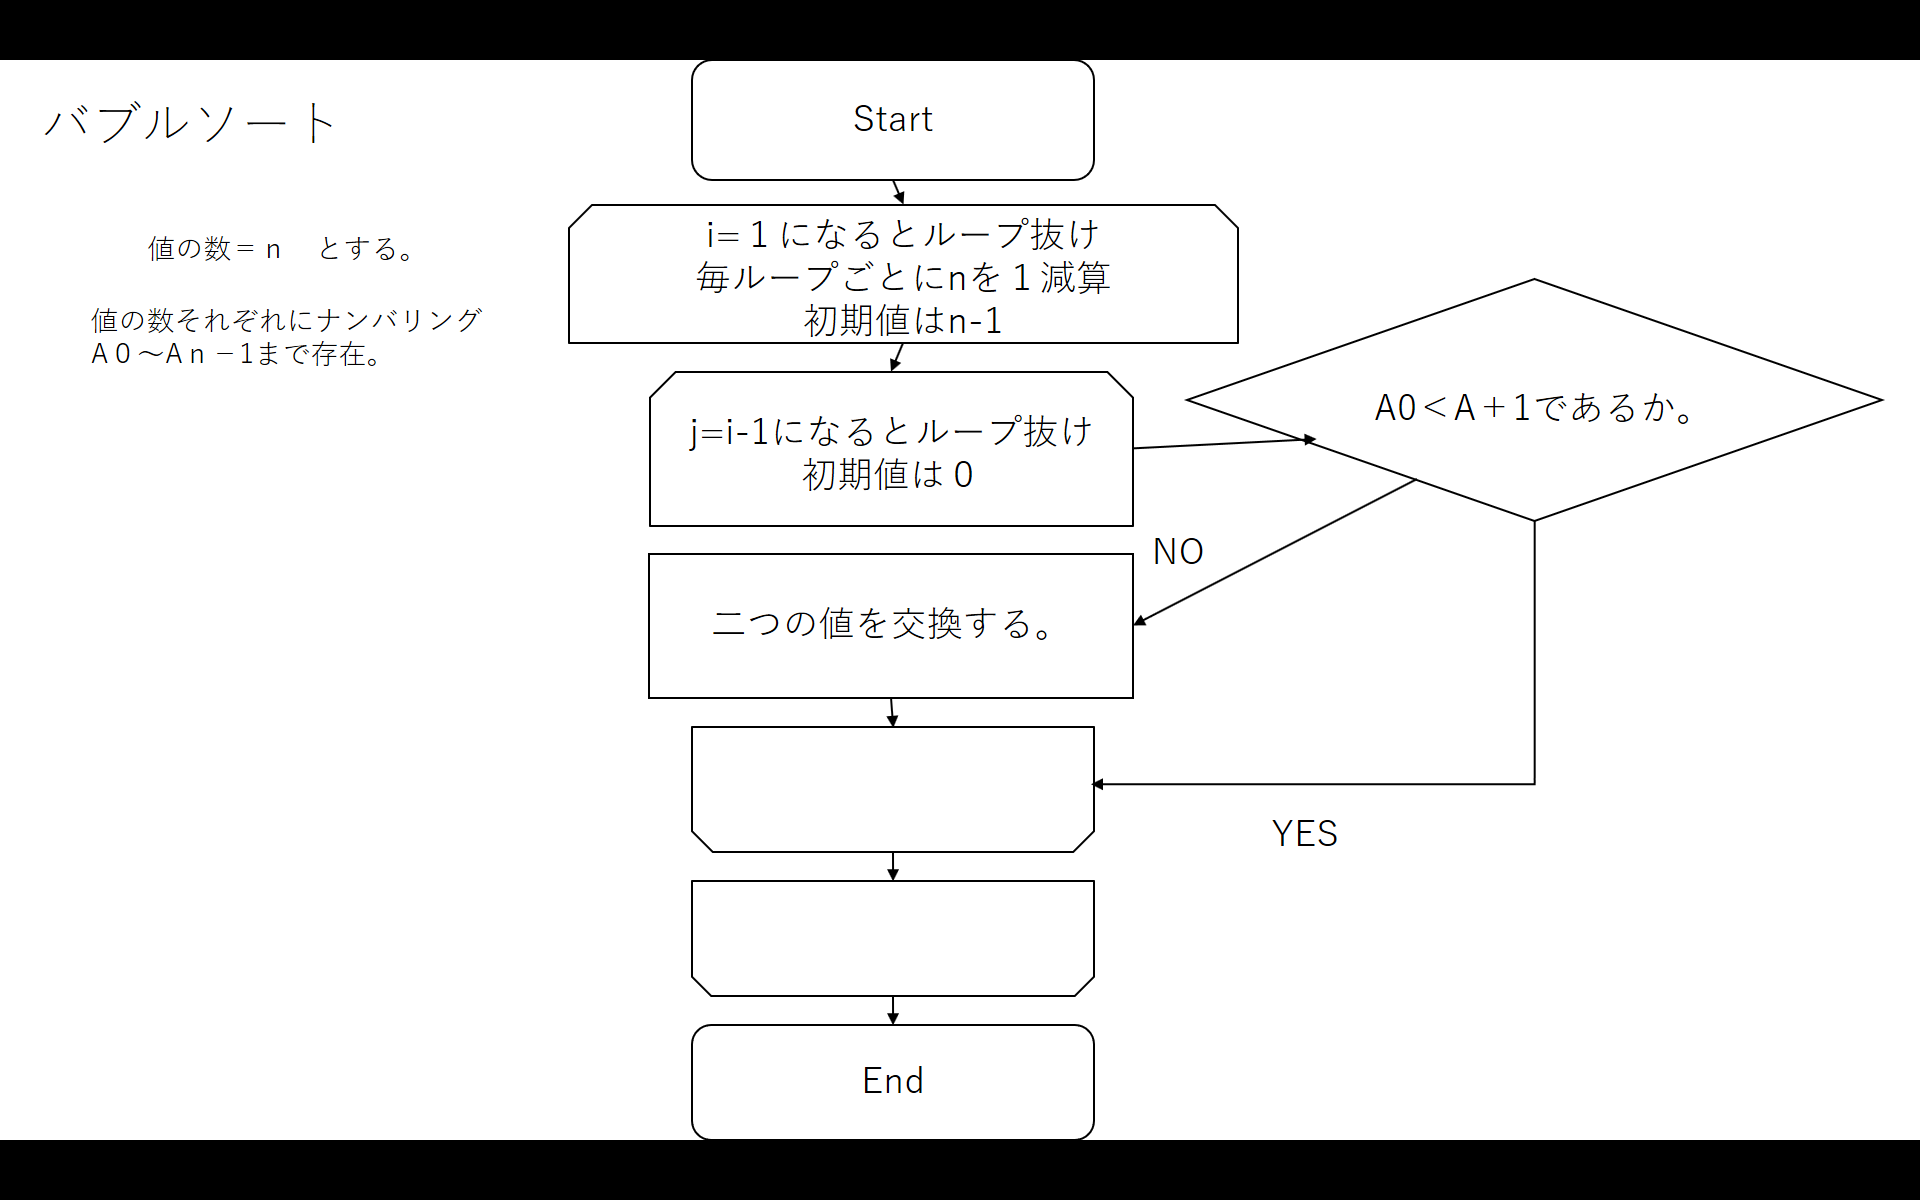 バブルソート
値の数＝ｎ　とする。
値の数それぞれにナンバリング
A０～Aｎ－1まで存在。
Start
i=１になるとループ抜け
毎ループごとにnを１減算
初期値はn-1
j=i-1になるとループ抜け
初期値は０
A0＜A＋1であるか。
NO
二つの値を交換する。
YES
End